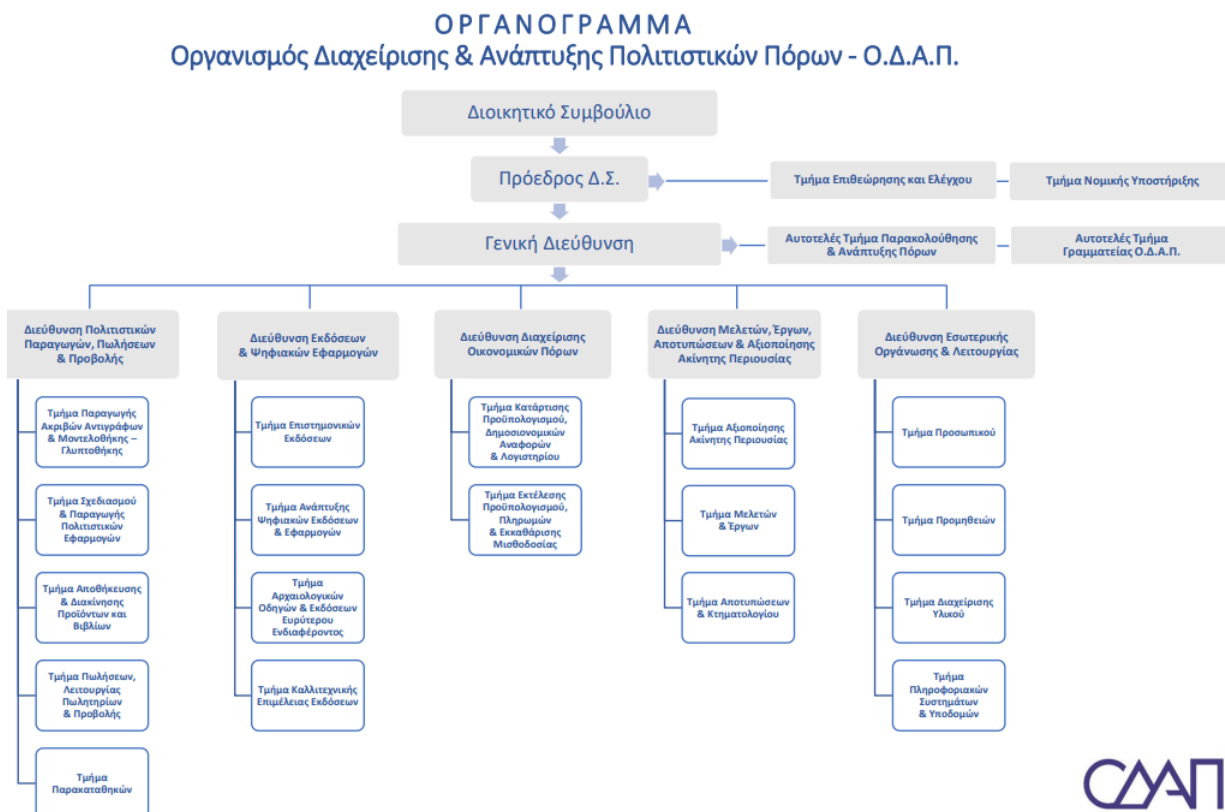 ΟΡΓΑΝΟΓΡΑΜΜΑ
Οργανισμός Διαχείρισης & Ανάπτυξης Πολιτιστικών Πόρων - Ο.Δ.Α.Π.
Διοικητικό Συμβούλιο
Πρόεδρος Δ.Σ.
Τμήμα Επιθεώρησης και Ελέγχου
Τμήμα Νομικής Υποστήριξης
Γενική Διεύθυνση
Αυτοτελές Τμήμα Παρακολούθησης
& Ανάπτυξης Πόρων
Αυτοτελές Τμήμα
Γραμματείας Ο.Δ.Α.Π.
Διεύθυνση Πολιτιστικών
Παραγωγών, Πωλήσεων
& Προβολής
Τμήμα Παραγωγής
Ακριβών Αντιγράφων
& Μοντελοθήκης –
Γλυπτοθήκης
Τμήμα Σχεδιασμού
& Παραγωγής
Πολιτιστικών
Εφαρμογών
Τμήμα Αποθήκευσης
& Διακίνησης
Προϊόντων και
Βιβλίων
Τμήμα Πωλήσεων,
Λειτουργίας
Πωλητηρίων
& Προβολής
Τμήμα
Παρακαταθηκών
Διεύθυνση Εκδόσεων
& Ψηφιακών Εφαρμογών
Τμήμα Επιστημονικών
Εκδόσεων
Τμήμα Ανάπτυξης
Ψηφιακών Εκδόσεων
& Εφαρμογών
Τμήμα
Αρχαιολογικών
Οδηγών & Εκδόσεων
Ευρύτερου
Ενδιαφέροντος
Τμήμα Καλλιτεχνικής
Επιμέλειας Εκδόσεων
Διεύθυνση Διαχείρισης
Οικονομικών Πόρων
Τμήμα Κατάρτισης
Προϋπολογισμού,
Δημοσιονομικών
Αναφορών
& Λογιστηρίου
Τμήμα Εκτέλεσης
Προϋπολογισμού,
Πληρωμών
& Εκκαθάρισης
Μισθοδοσίας
Διεύθυνση Μελετών, Έργων,
Αποτυπώσεων & Αξιοποίησης
Ακίνητης Περιουσίας
Τμήμα Αξιοποίησης
Ακίνητης Περιουσίας
Τμήμα Μελετών
& Έργων
Τμήμα Αποτυπώσεων
& Κτηματολογίου
Διεύθυνση Εσωτερικής
Οργάνωσης & Λειτουργίας
Τμήμα Προσωπικού
Τμήμα Προμηθειών
Τμήμα Διαχείρισης
Υλικού
Τμήμα
Πληροφοριακών
Συστημάτων
& Υποδομών
ΟΔΑΠ